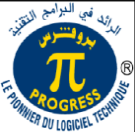 الرائد في البرامج التقنية
بروقرس
π
PROGRESS
®
LE PIONNIER DU LOGICIEL TECHNIQUE